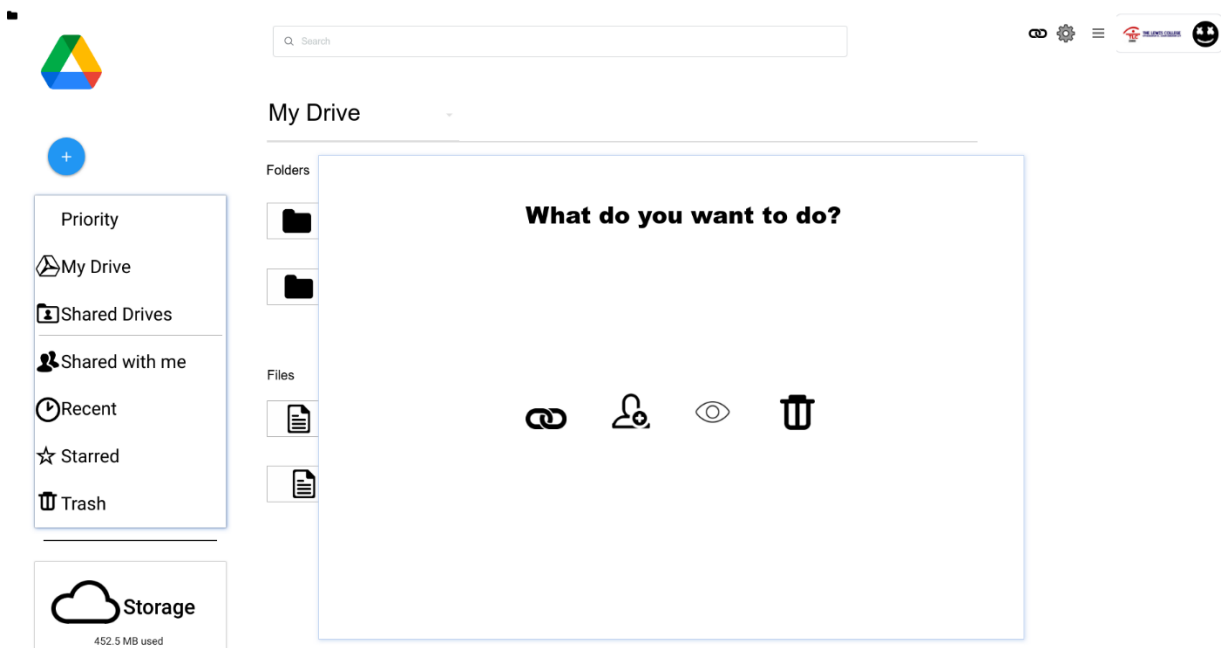 Search
My Drive
Folders
What do you want to do?
Priority
My Drive
Shared Drives
Shared with me
Recent
Starred
Trash
Files
Storage
452.5 MB used